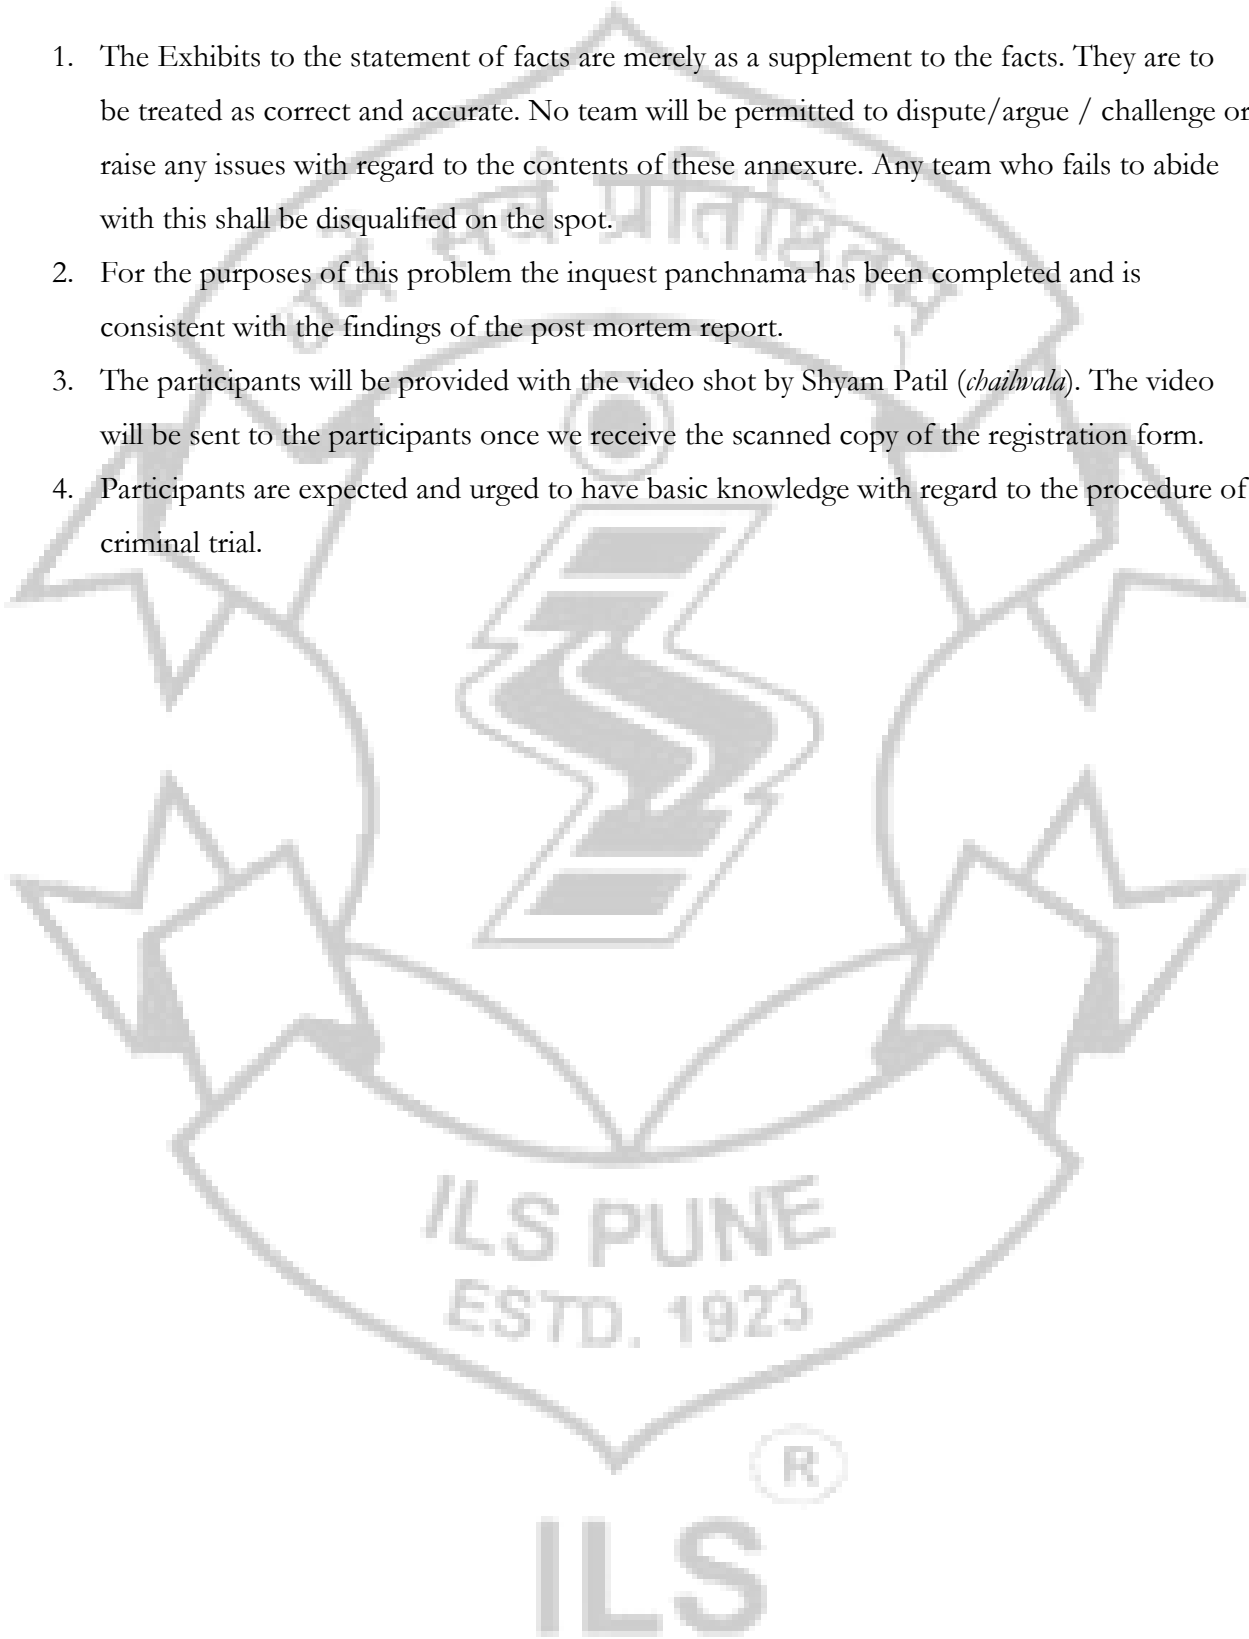 1. The Exhibits to the statement of facts are merely as a supplement to the facts. They are to
be treated as correct and accurate. No team will be permitted to dispute/argue / challenge or
raise any issues with regard to the contents of these annexure. Any team who fails to abide
with this shall be disqualified on the spot.
2. For the purposes of this problem the inquest panchnama has been completed and is
consistent with the findings of the post mortem report.
3. The participants will be provided with the video shot by Shyam Patil (chailwala). The video
will be sent to the participants once we receive the scanned copy of the registration form.
4. Participants are expected and urged to have basic knowledge with regard to the procedure of
criminal trial.
धर्मे सर्वं प्रतिष्ठितम्
ILS PUNE
ESTD. 1923
R
ILS